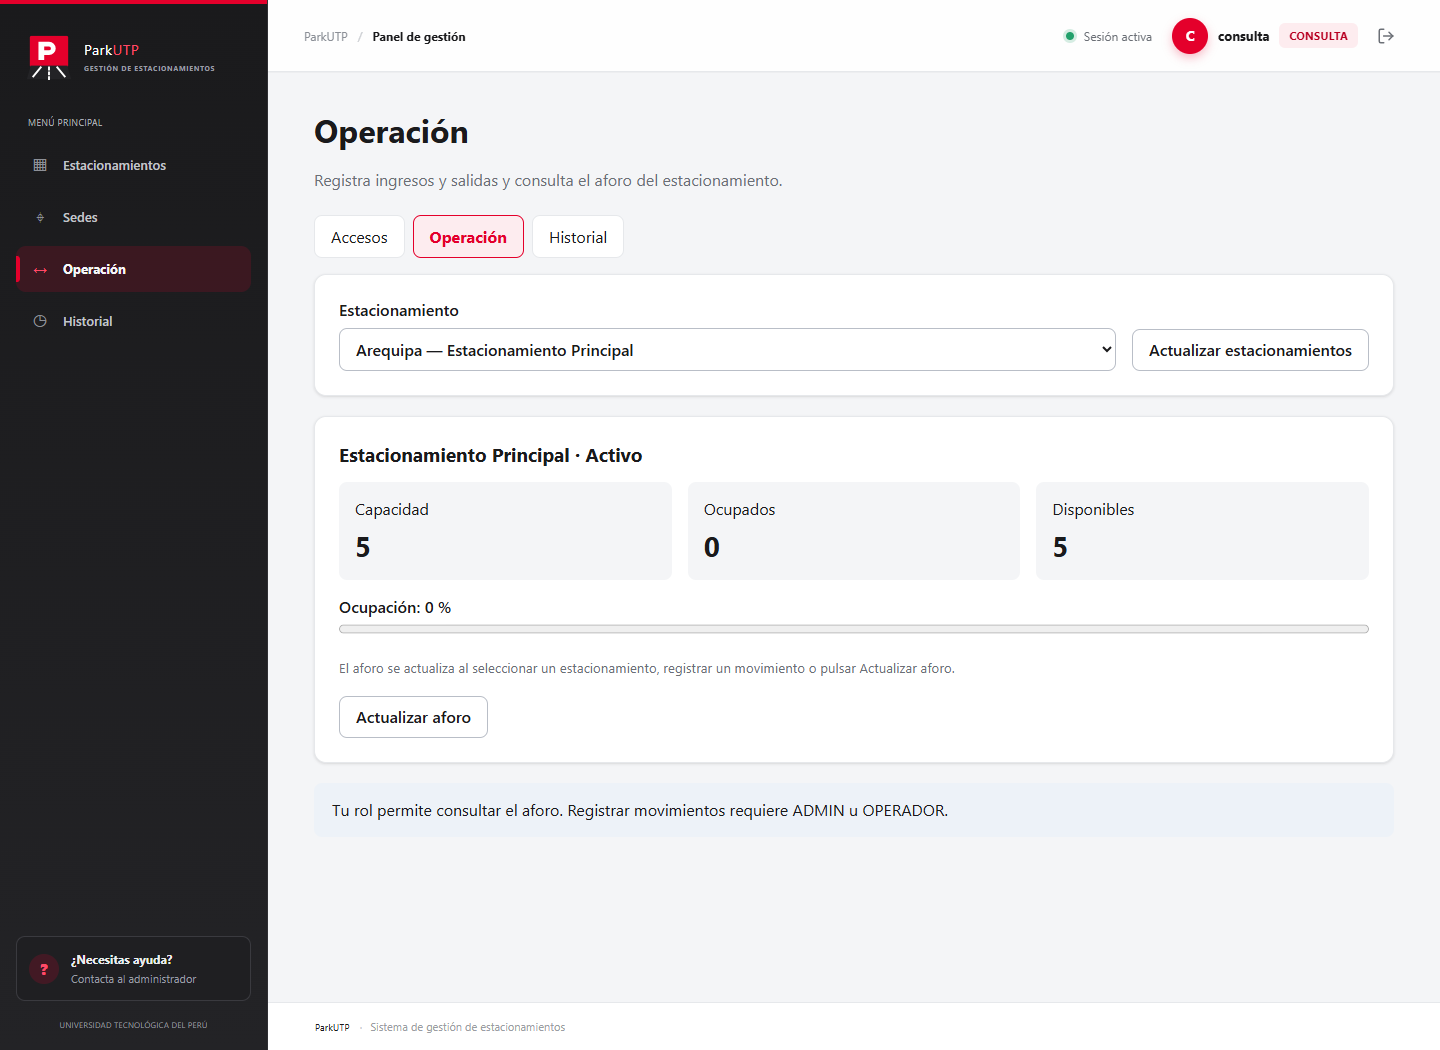 P
ParkUTP
GESTIÓN DE ESTACIONAMIENTOS
MENÚ PRINCIPAL
Estacionamientos
Sedes
Operación
Historial
¿Necesitas ayuda?
?
Contacta al administrador
UNIVERSIDAD TECNOLÓGICA DEL PERÚ
ParkUTP / Panel de gestión
Sesión activa
C
consulta
CONSULTA
Operación
Registra ingresos y salidas y consulta el aforo del estacionamiento.
Accesos
Operación
Historial
Estacionamiento
Arequipa — Estacionamiento Principal
Actualizar estacionamientos
Estacionamiento Principal · Activo
Capacidad
5
Ocupados
0
Disponibles
5
Ocupación: 0 %
El aforo se actualiza al seleccionar un estacionamiento, registrar un movimiento o pulsar Actualizar aforo.
Actualizar aforo
Tu rol permite consultar el aforo. Registrar movimientos requiere ADMIN u OPERADOR.
ParkUTP · Sistema de gestión de estacionamientos